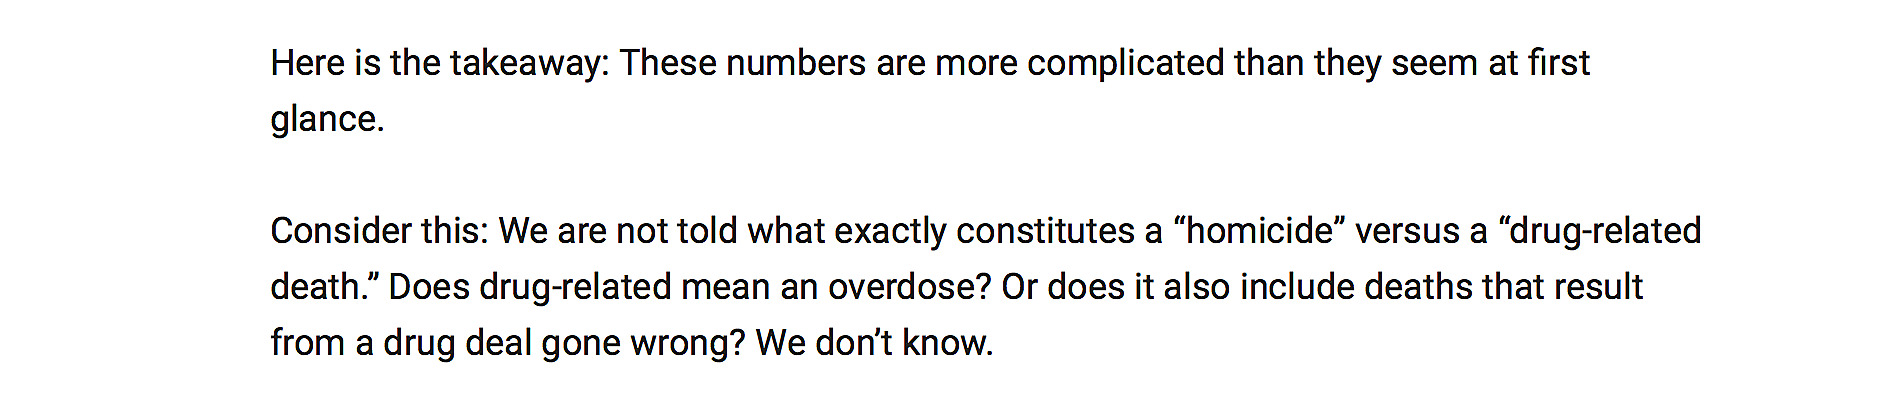 Here is the takeaway: These numbers are more complicated than they seem at first
glance.
Consider this: We are not told what exactly constitutes a “homicide” versus a “drug-related
death.” Does drug-related mean an overdose? Or does it also include deaths that result
from a drug deal gone wrong? We don’t know.